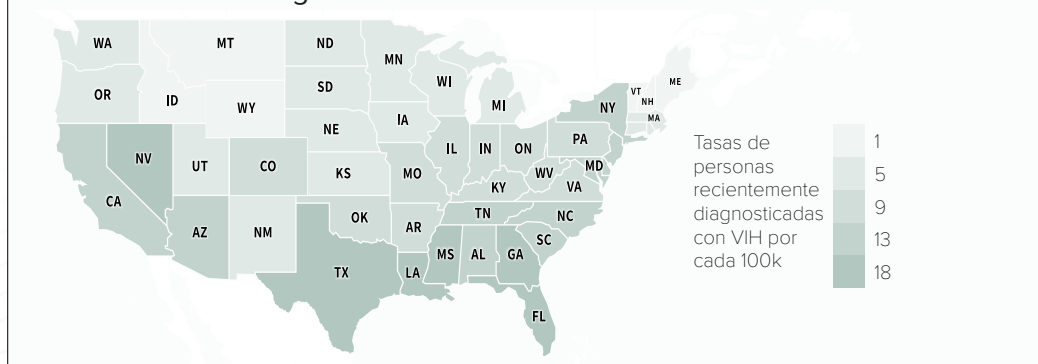 WA
MT
ND
MN
OR
ID
SD
WI
MI
VT
NH
ME
WY
NY
MA
IA
NE
PA
NV
UT
CO
IL
IN
ON
MD
WV
KS
MO
KY
VA
CA
TN
NC
OK
AZ
NM
AR
SC
MS
AL
GA
TX
LA
FL
Tasas de
personas
recientemente
diagnosticadas
con VIH por
cada 100k
1
5
9
13
18